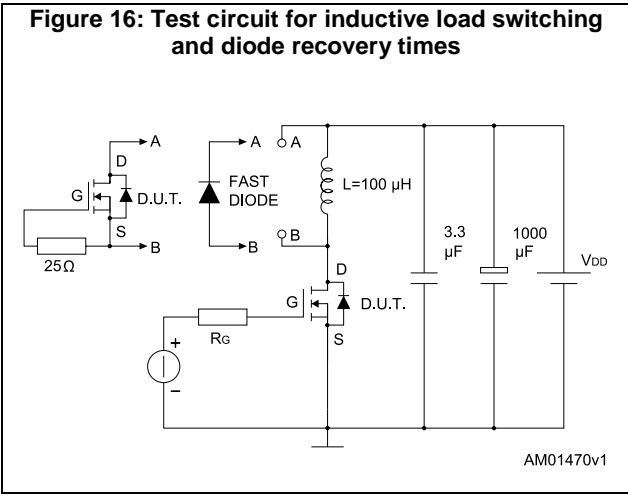 Figure 16: Test circuit for inductive load switching
and diode recovery times
A
D
G
D.U.T.
S
B
25Ω
A
FAST
DIODE
B
A
L=100 µH
B
D
G
D.U.T.
S
RG
+
−
3.3
µF
1000
µF
VDD
AM01470v1